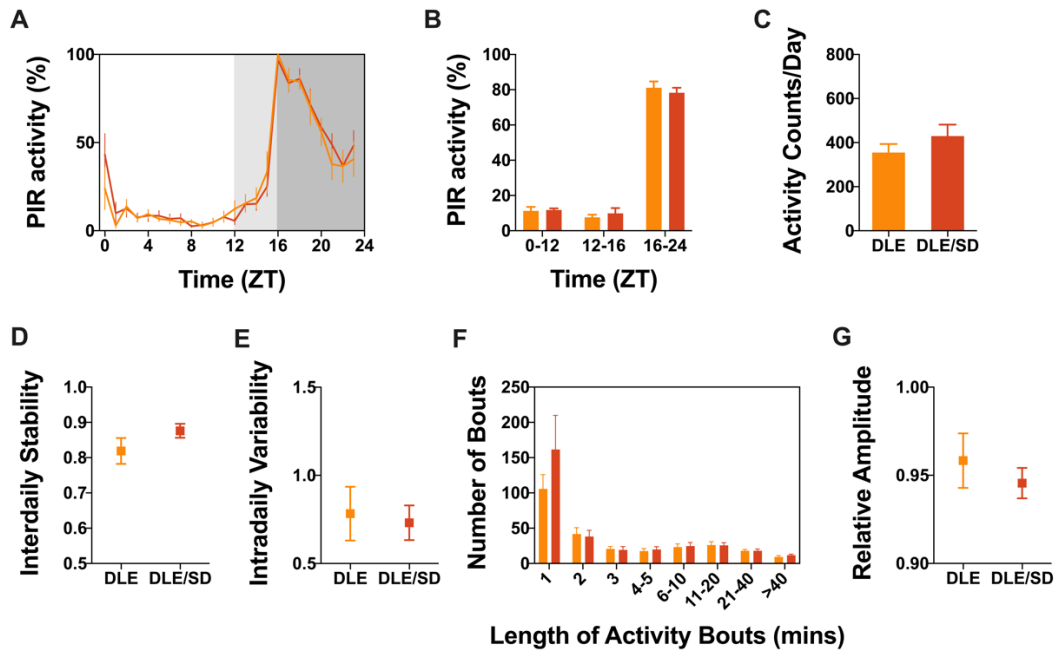 A
PIR activity (%)
100
50
0
0 4 8 12 16 20 24
Time (ZT)
B
PIR activity (%)
100
80
60
40
20
0
0-12 12-16 16-24
Time (ZT)
C
Activity Counts/Day
800
600
400
200
0
DLE DLE/SD
D
Interdaily Stability
1.0
0.9
0.8
0.7
0.6
0.5
DLE DLE/SD
E
Intradaily Variability
1.5
1.0
0.5
DLE DLE/SD
F
Number of Bouts
250
200
150
100
50
0
1 2 3 4-5 6-10 11-20 21-40 >40
Length of Activity Bouts (mins)
G
Relative Amplitude
1.00
0.95
0.90
DLE DLE/SD